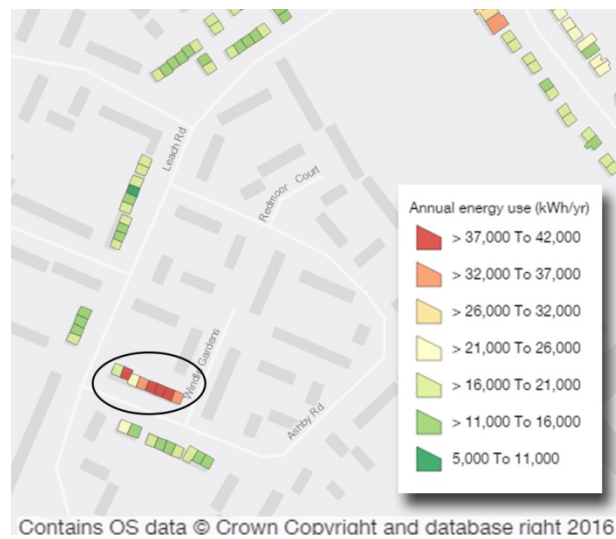 Leach Rd
Redmoor Court
Windle Gardens
Ashby Rd
Annual energy use (kWh/yr)
> 37,000 To 42,000
> 32,000 To 37,000
> 26,000 To 32,000
> 21,000 To 26,000
> 16,000 To 21,000
> 11,000 To 16,000
5,000 To 11,000
Contains OS data © Crown Copyright and database right 2016